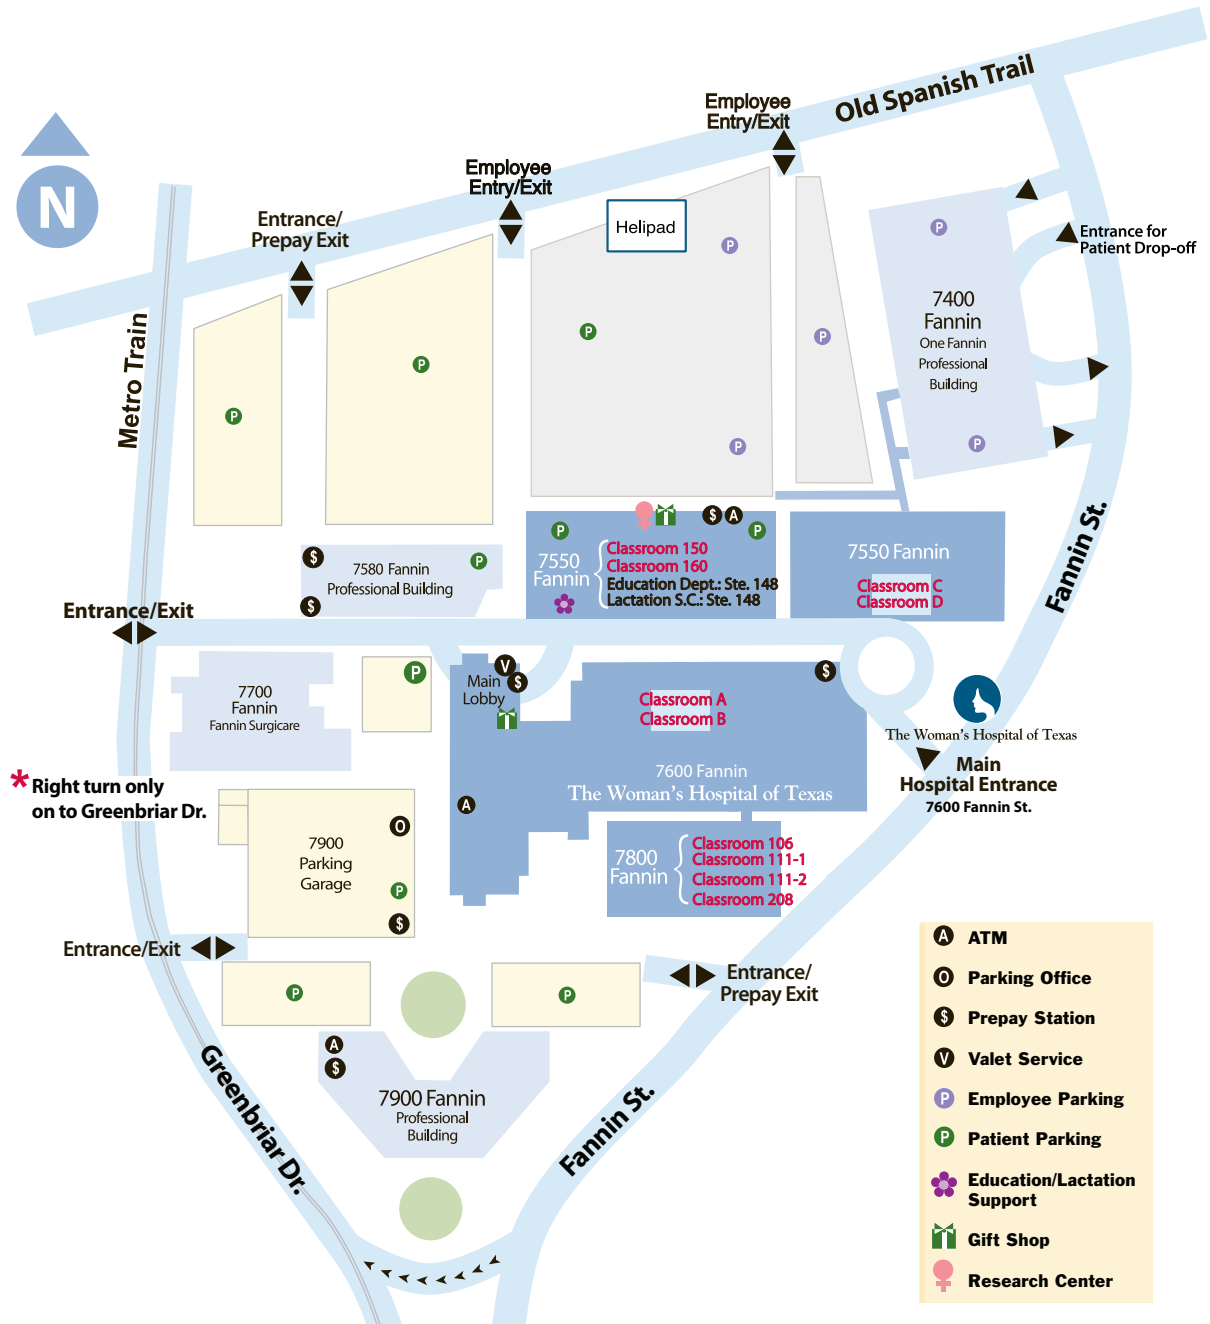 Old Spanish Trail
Employee
Entry/Exit
Employee
Entry/Exit
Entrance/
Prepay Exit
N
Helipad
P
P
Entrance for
Patient Drop-off
7400
Fannin
One Fannin
Professional
Building
P
P
P
P
P
P
P
Metro Train
Fannin St.
$
A
P
P
7550
Fannin
Classroom 150
Classroom 160
Education Dept.: Ste. 148
Lactation S.C.: Ste. 148
7550 Fannin
Classroom C
Classroom D
$
7580 Fannin
Professional Building
P
$
Entrance/Exit
7700
Fannin
Fannin Surgicare
P
V
$
Main
Lobby
$
Classroom A
Classroom B
7600 Fannin
The Woman's Hospital of Texas
A
The Woman's Hospital of Texas
Main
Hospital Entrance
7600 Fannin St.
* Right turn only
on to Greenbriar Dr.
7900
Parking
Garage
O
P
$
7800
Fannin
Classroom 106
Classroom 111-1
Classroom 111-2
Classroom 208
Entrance/Exit
Entrance/
Prepay Exit
P
P
A
$
7900 Fannin
Professional
Building
Greenbriar Dr.
Fannin St.
A ATM
O Parking Office
$ Prepay Station
V Valet Service
P Employee Parking
P Patient Parking
Education/Lactation
Support
Gift Shop
Research Center